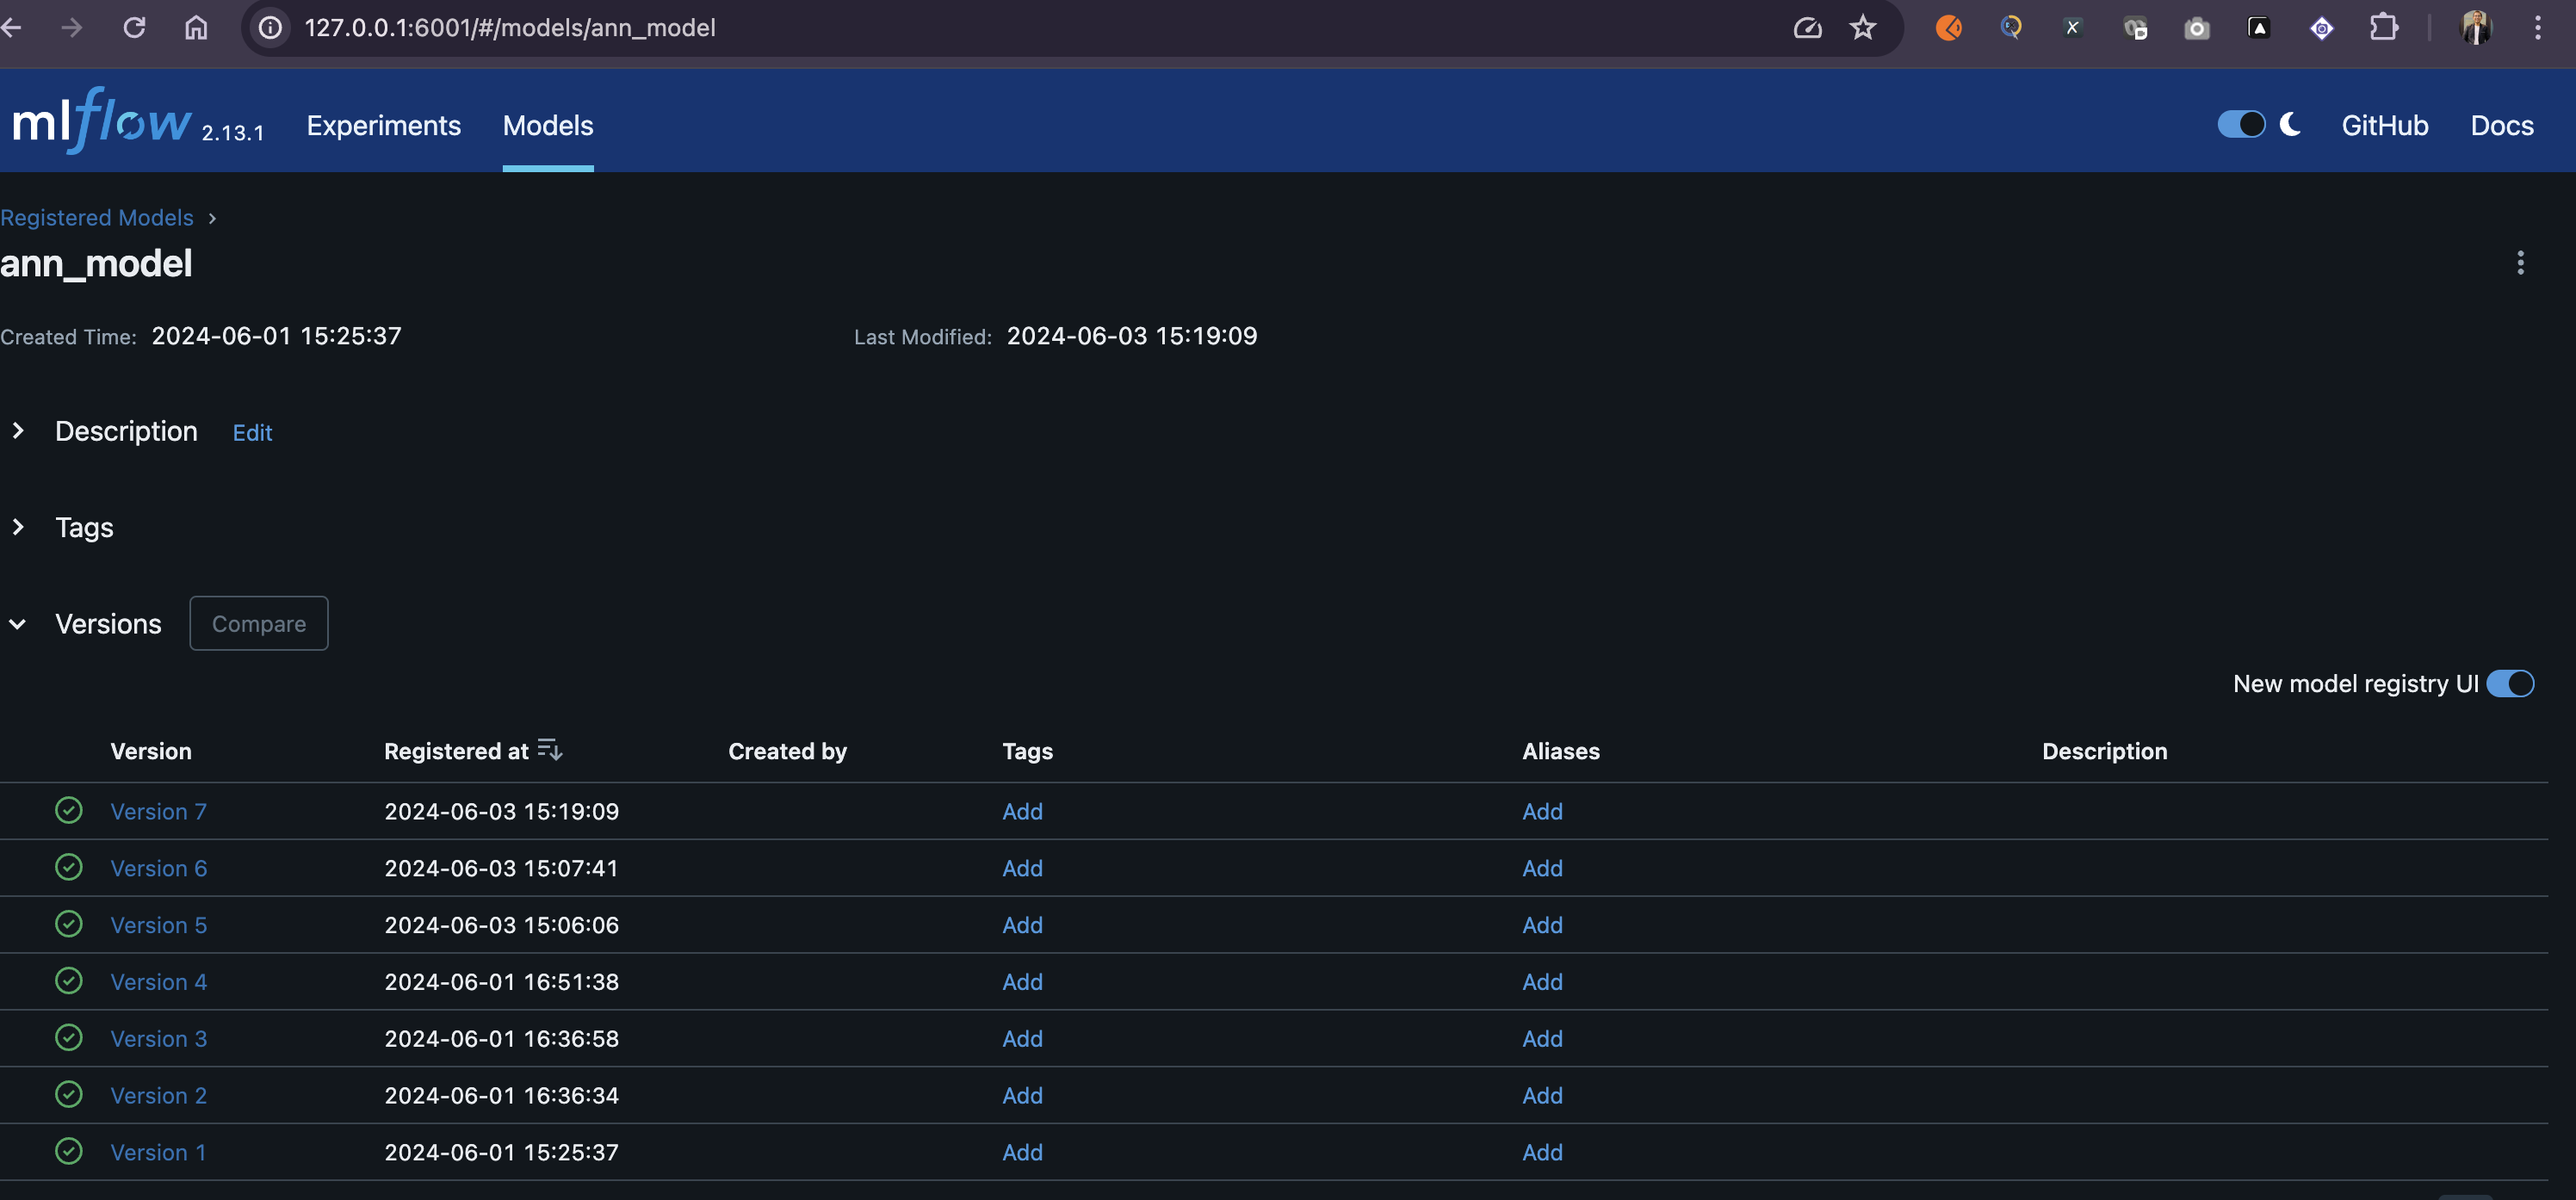 127.0.0.1:6001/#/models/ann_model
mlflow 2.13.1 Experiments Models GitHub Docs
Registered Models >
ann_model
Created Time: 2024-06-01 15:25:37 Last Modified: 2024-06-03 15:19:09
Description Edit
Tags
Versions Compare
New model registry UI
Version Registered at Created by Tags Aliases Description
Version 7 2024-06-03 15:19:09 Add Add
Version 6 2024-06-03 15:07:41 Add Add
Version 5 2024-06-03 15:06:06 Add Add
Version 4 2024-06-01 16:51:38 Add Add
Version 3 2024-06-01 16:36:58 Add Add
Version 2 2024-06-01 16:36:34 Add Add
Version 1 2024-06-01 15:25:37 Add Add